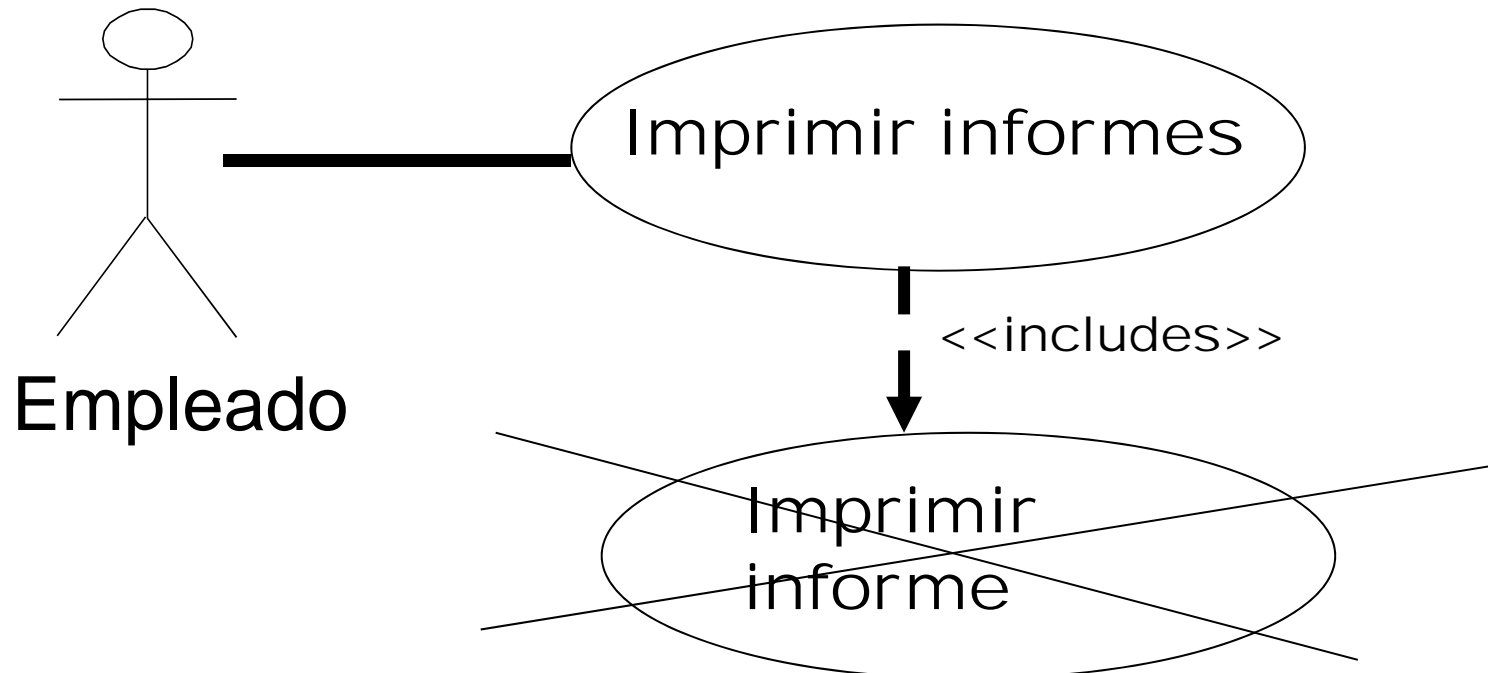 Imprimir informes
<<includes>>
Empleado
Imprimir
informe